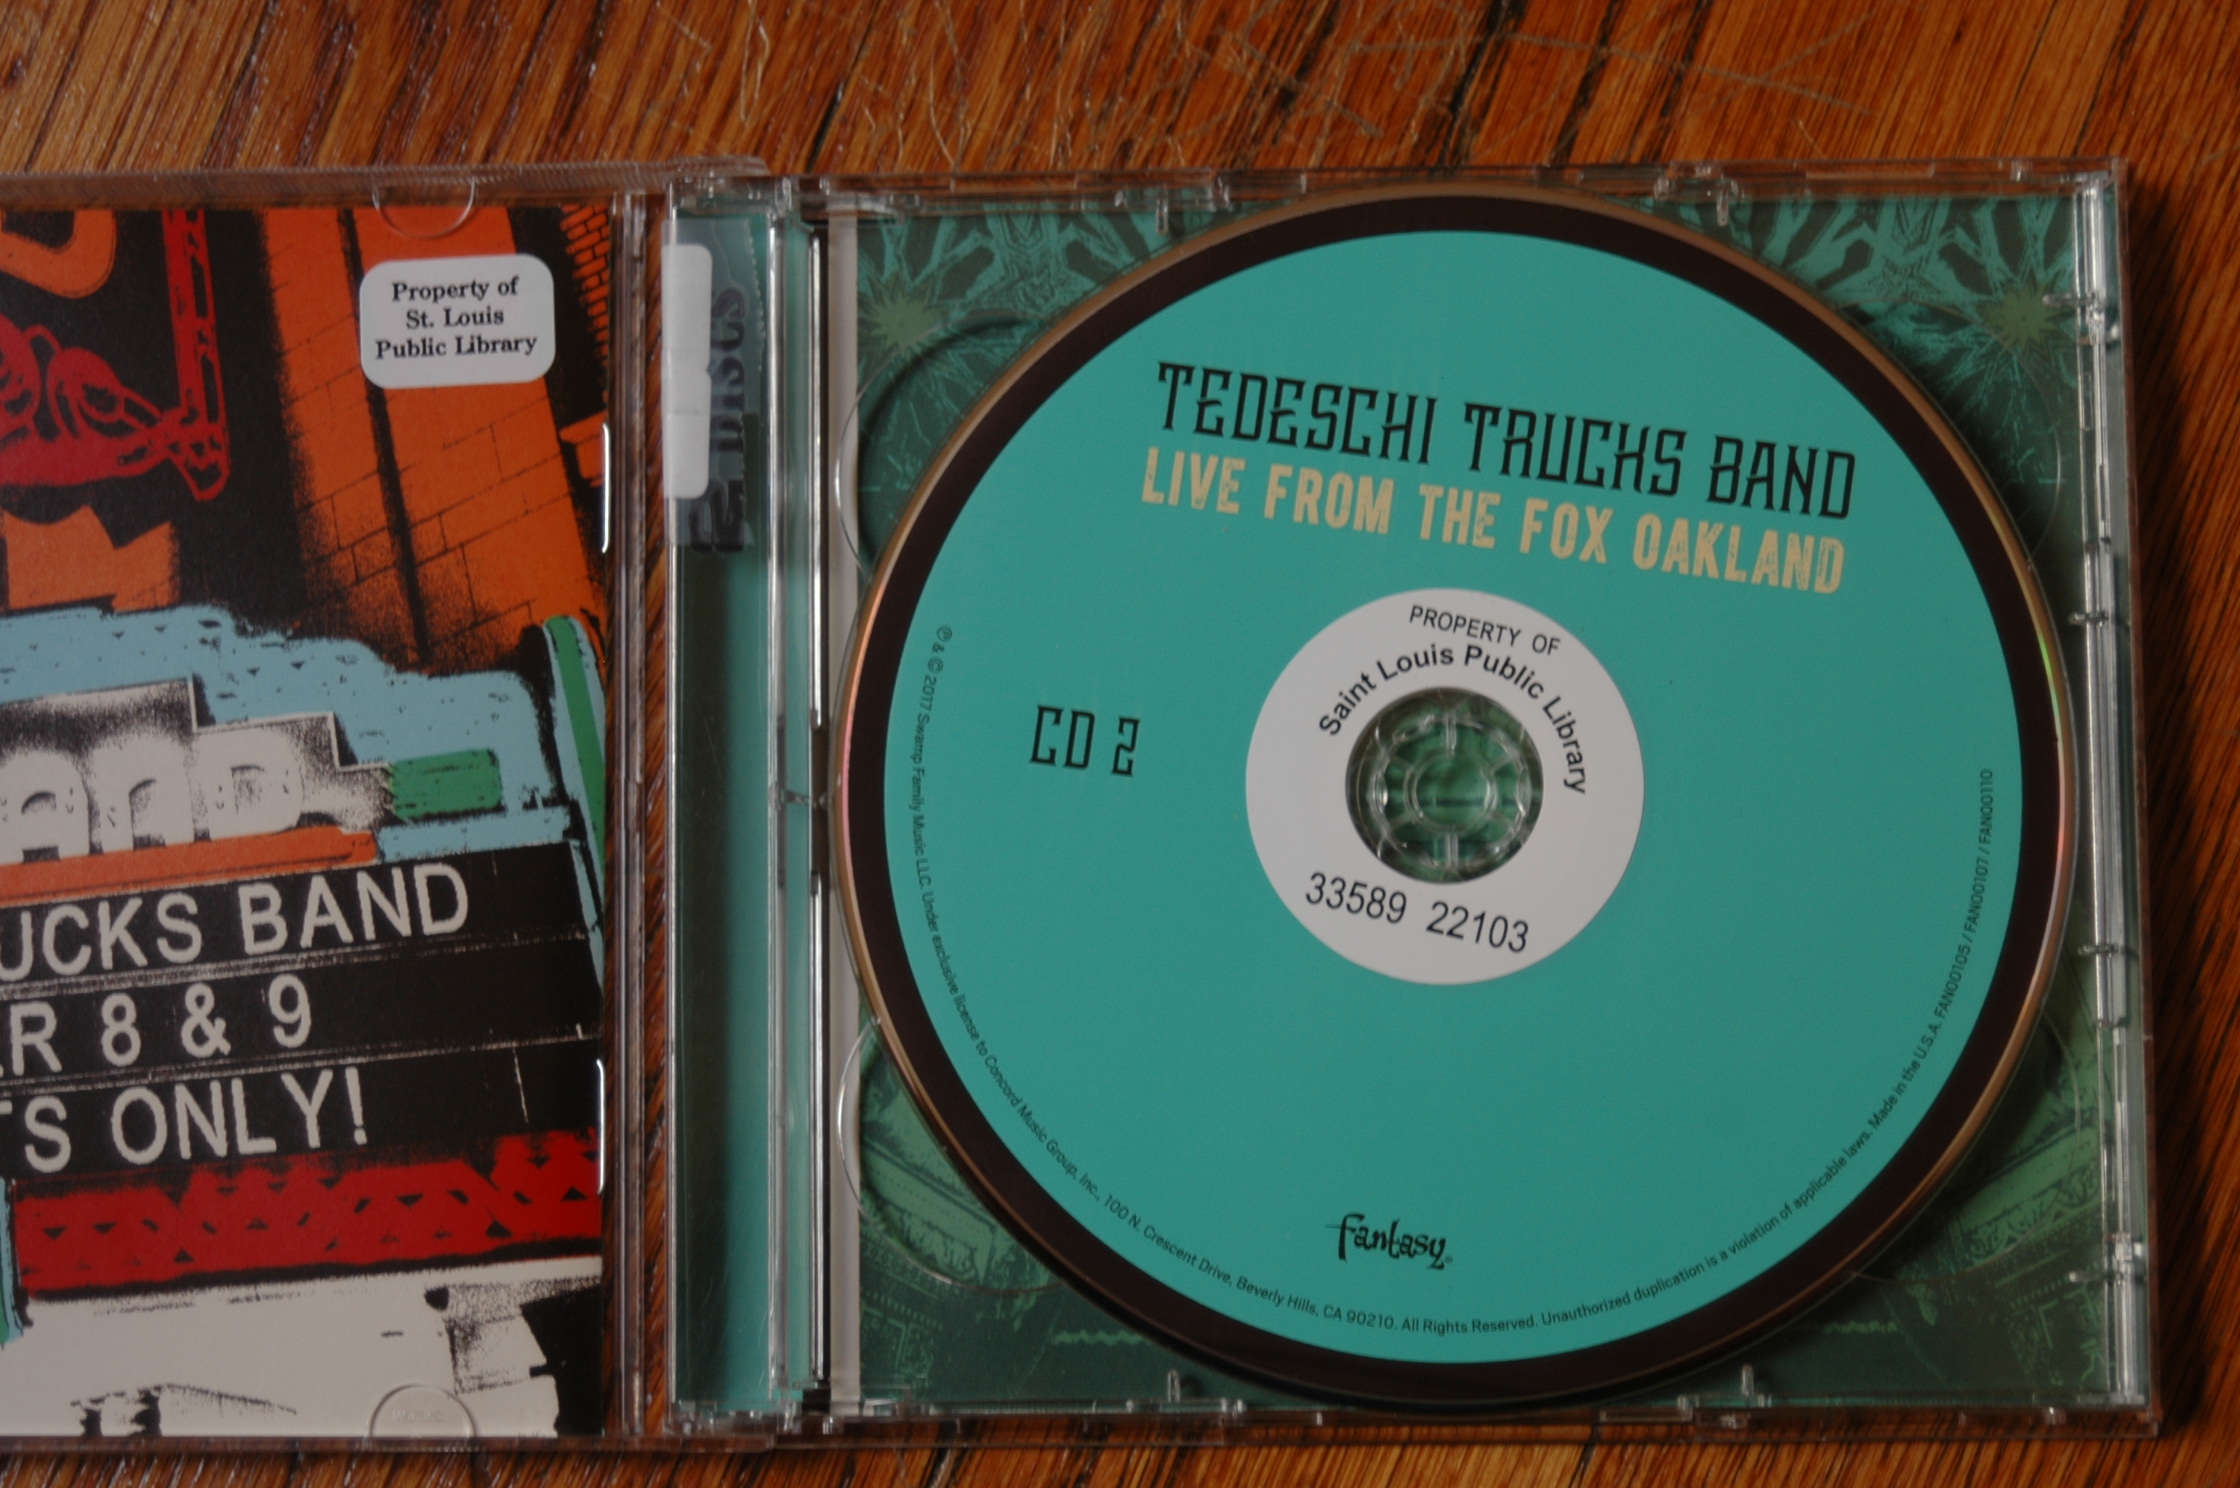 TEDESCHI TRUCKS BAND
LIVE FROM THE FOX OAKLAND
PROPERTY OF
Saint Louis Public Library
33589 22103
CD 2
fantasy®
℗ & © 2017 Swamp Family Music LLC. Under exclusive license to Concord Music Group, Inc., 100 N. Crescent Drive, Beverly Hills, CA 90210. All Rights Reserved. Unauthorized duplication is a violation of applicable laws. Made in the U.S.A. FAN00105 / FAN00107 / FAN00110
DISCS
Property of
St. Louis
Public Library
UCKS BAND
R 8 & 9
S ONLY!